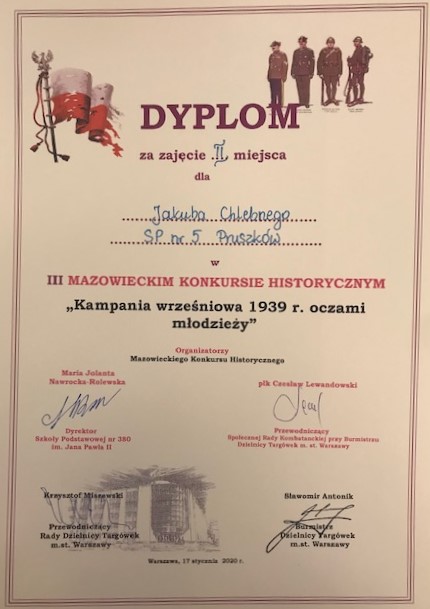 DYPLOM
za zajęcie II miejsca
dla
Jakuba Chlebnego
SP nr 5 Pruszków
w
III MAZOWIECKIM KONKURSIE HISTORYCZNYM
„Kampania wrześniowa 1939 r. oczami
młodzieży”
Organizatorzy
Mazowieckiego Konkursu Historycznego
Maria Jolanta
Nawrocka-Rolewska
Dyrektor
Szkoły Podstawowej nr 380
im. Jana Pawła II
płk Czesław Lewandowski
Przewodniczący
Społecznej Rady Kombatanckiej przy Burmistrzu
Dzielnicy Targówek m. st. Warszawy
Krzysztof Miszewski
Przewodniczący
Rady Dzielnicy Targówek
m.st. Warszawy
Sławomir Antonik
Burmistrz
Dzielnicy Targówek
m.st. Warszawy
Warszawa, 17 stycznia 2020 r.